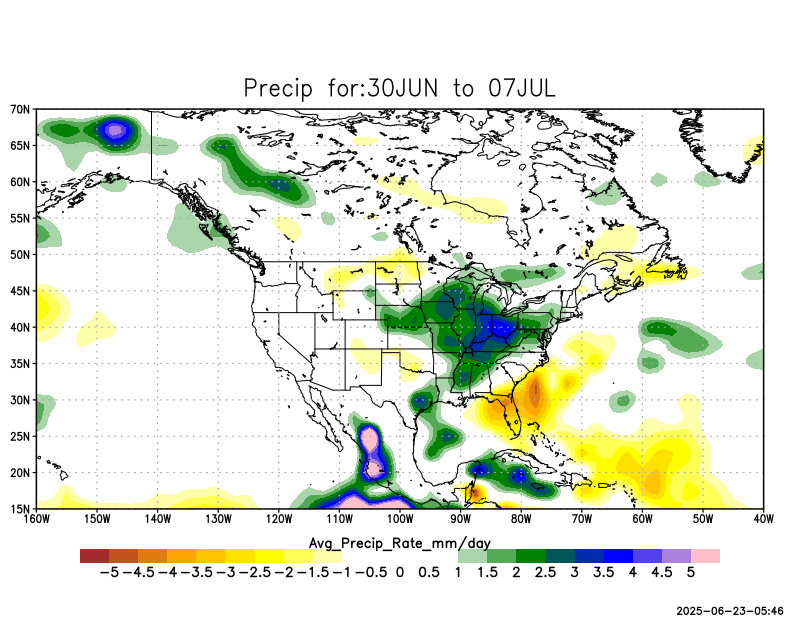 Precip for:30JUN to 07JUL
70N
65N
60N
55N
50N
45N
40N
35N
30N
25N
20N
15N
160W 150W 140W 130W 120W 110W 100W 90W 80W 70W 60W 50W 40W
Avg_Precip_Rate_mm/day
-5 -4.5 -4 -3.5 -3 -2.5 -2 -1.5 -1 -0.5 0 0.5 1 1.5 2 2.5 3 3.5 4 4.5 5
2025-06-23-05:46